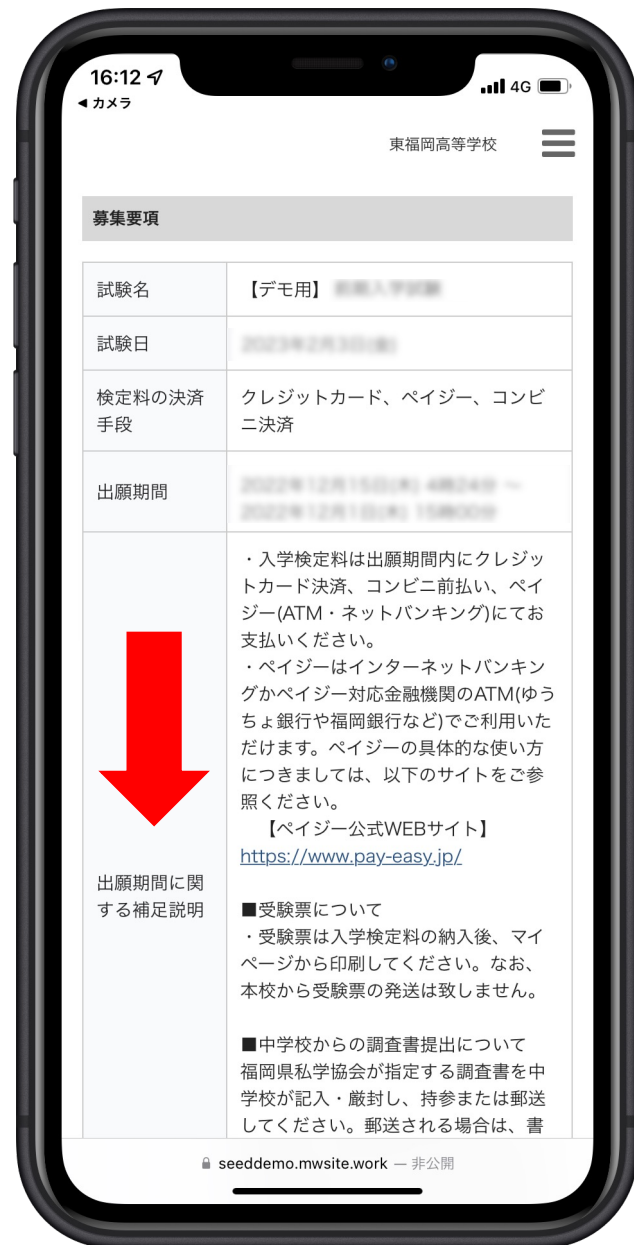 16:12
4G
◀ カメラ
東福岡高等学校
募集要項
試験名
【デモ用】
試験日
検定料の決済
手段
クレジットカード、ペイジー、コンビ
ニ決済
出願期間
出願期間に関
する補足説明
・入学検定料は出願期間内にクレジッ
トカード決済、コンビニ前払い、ペイ
ジー(ATM・ネットバンキング)にてお
支払いください。
・ペイジーはインターネットバンキン
グかペイジー対応金融機関のATM(ゆう
ちょ銀行や福岡銀行など)でご利用いた
だけます。ペイジーの具体的な使い方
につきましては、以下のサイトをご参
照ください。
【ペイジー公式WEBサイト】
https://www.pay-easy.jp/
■受験票について
・受験票は入学検定料の納入後、マイ
ページから印刷してください。なお、
本校から受験票の発送は致しません。
■中学校からの調査書提出について
福岡県私学協会が指定する調査書を中
学校が記入・厳封し、持参または郵送
してください。郵送される場合は、書
seeddemo.mwsite.work — 非公開